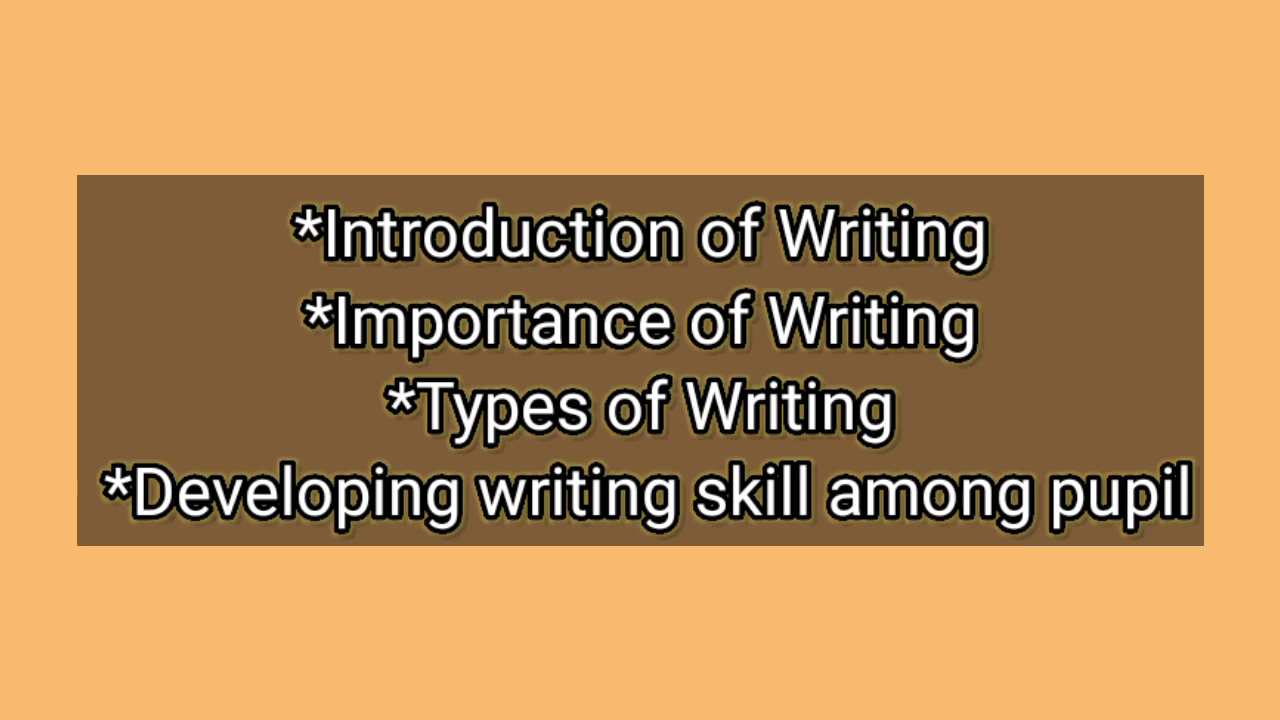 *Introduction of Writing
*Importance of Writing
*Types of Writing
*Developing writing skill among pupil